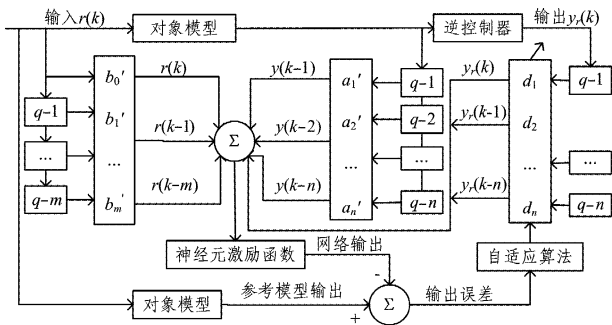 输入r(k)
对象模型
逆控制器
输出yr(k)
q-1
...
q-m
b0'
b1'
...
bm'
r(k)
r(k-1)
r(k-m)
Σ
y(k-1)
y(k-2)
y(k-n)
a1'
a2'
...
an'
q-1
q-2
...
q-n
yr(k)
yr(k-1)
yr(k-n)
d1
d2
...
dn
q-1
...
q-n
神经元激励函数
网络输出
自适应算法
-
对象模型
参考模型输出
+
Σ
输出误差